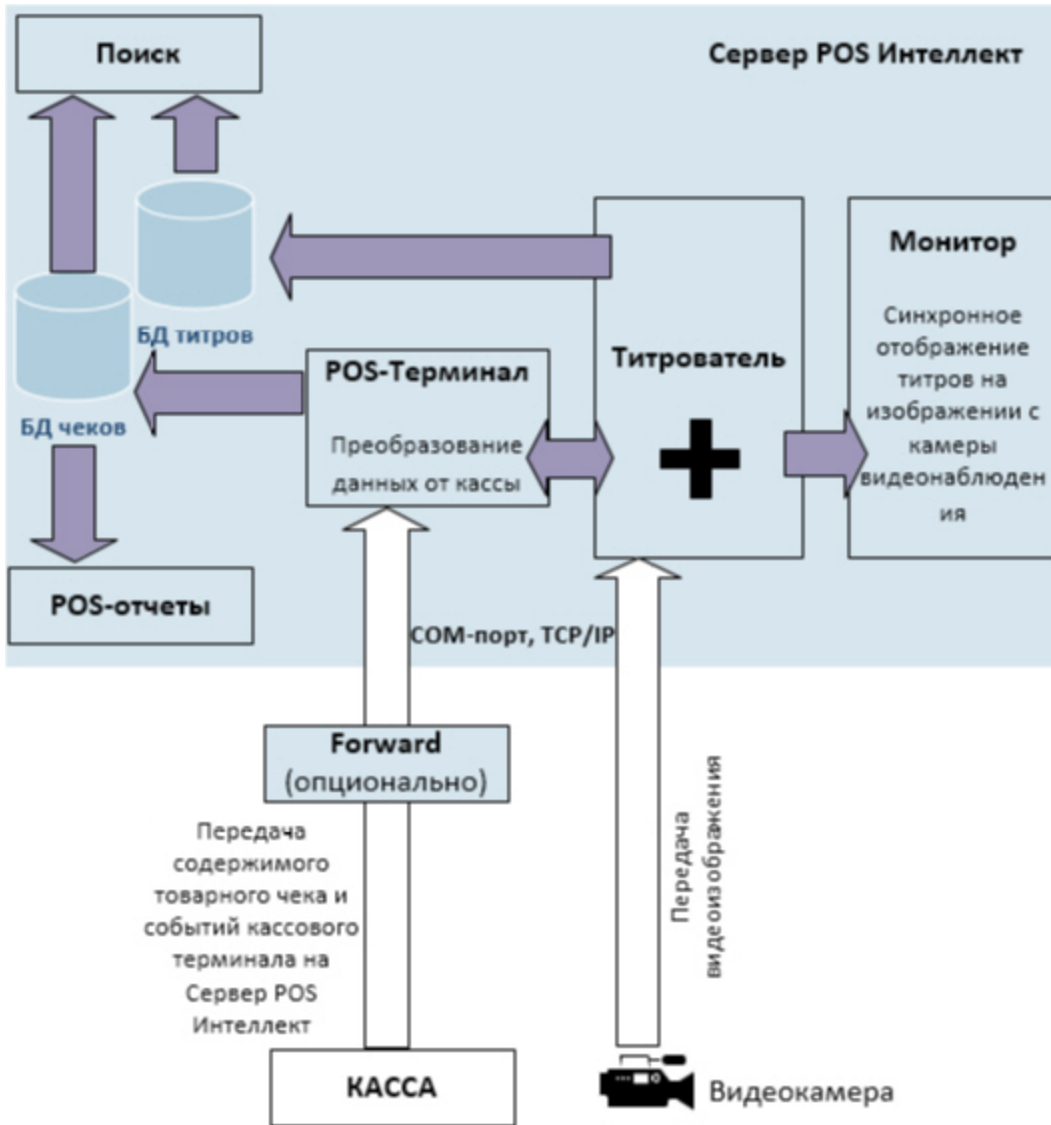 Поиск
Сервер POS Интеллект
БД титров
БД чеков
POS-Терминал
Преобразование
данных от кассы
Титрователь
Монитор
Синхронное
отображение
титров на
изображении с
камеры
видеонаблюден
ия
POS-отчеты
COM-порт, TCP/IP
Forward
(опционально)
Передача
содержимого
товарного чека и
событий кассового
терминала на
Сервер POS
Интеллект
Передача
видеоизображения
КАССА
Видеокамера